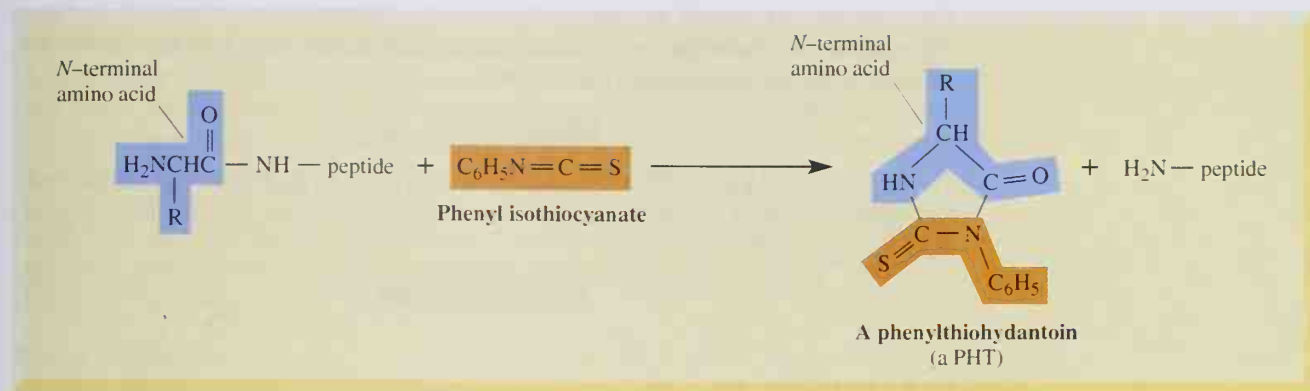 N–terminal
amino acid
O
H₂NCHC — NH — peptide + C₆H₅N=C=S
R
Phenyl isothiocyanate
N–terminal
amino acid
R
CH
HN C=O + H₂N — peptide
C — N
S
C₆H₅
A phenylthiohydantoin
(a PHT)